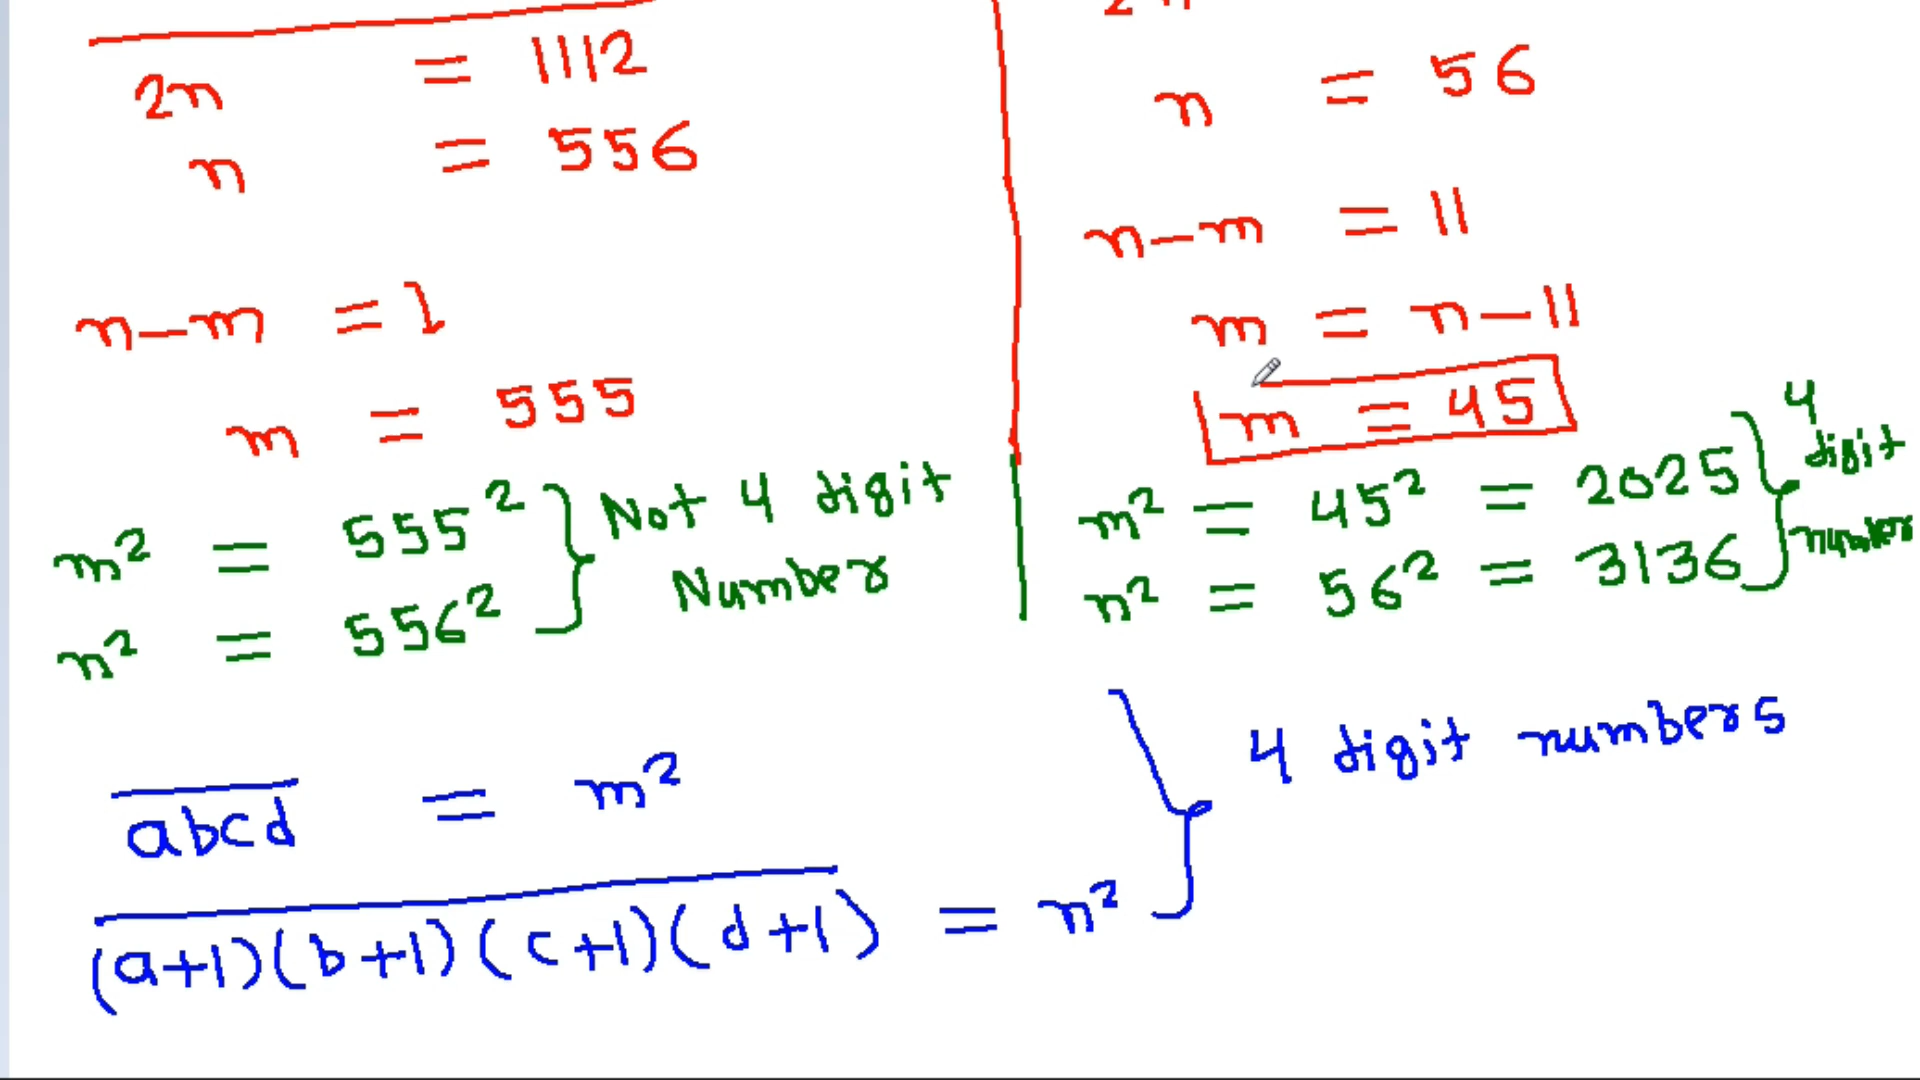 2n = 1112
n = 556
n-m = 1
m = 555
m² = 555² } Not 4 digit
n² = 556² Number
n = 56
n-m = 11
m = n-11
m = 45
m² = 45² = 2025 } 4 digit
n² = 56² = 3136 number
abcd = m²
(a+1)(b+1)(c+1)(d+1) = n² } 4 digit numbers